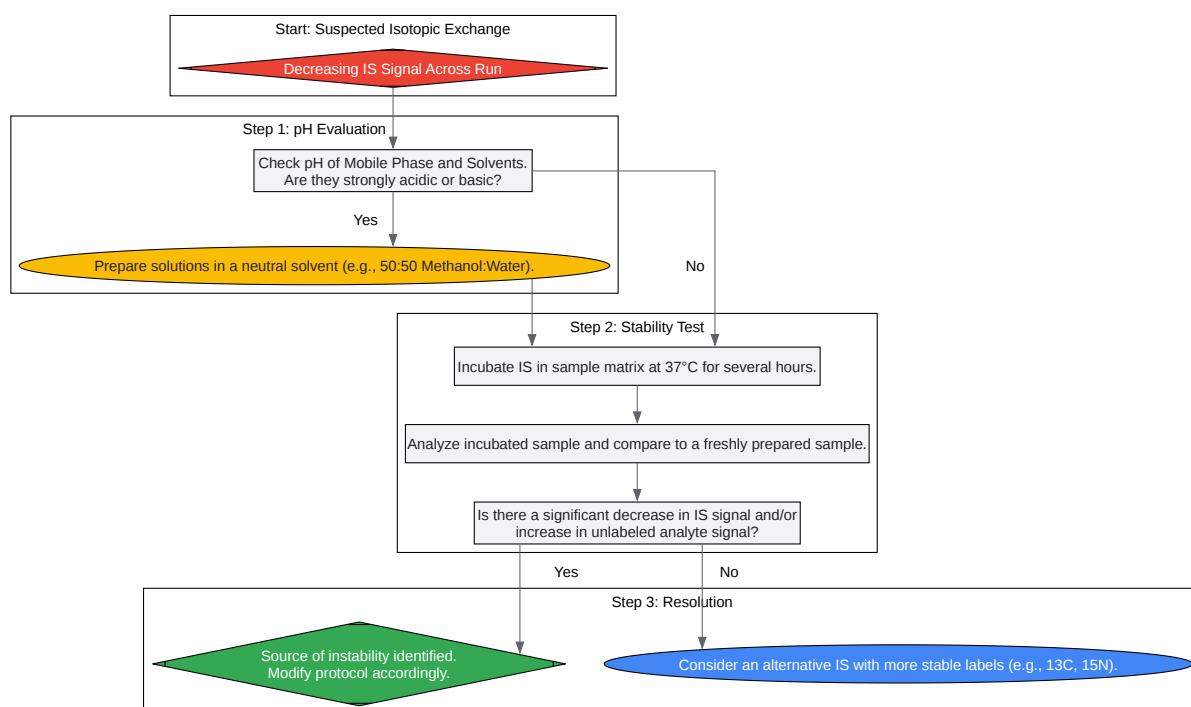 Start: Suspected Isotopic Exchange
Decreasing IS Signal Across Run
Step 1: pH Evaluation
Check pH of Mobile Phase and Solvents.
Are they strongly acidic or basic?
Yes
Prepare solutions in a neutral solvent (e.g., 50:50 Methanol:Water).
No
Step 2: Stability Test
Incubate IS in sample matrix at 37°C for several hours.
Analyze incubated sample and compare to a freshly prepared sample.
Is there a significant decrease in IS signal and/or
increase in unlabeled analyte signal?
Yes
No
Step 3: Resolution
Source of instability identified.
Modify protocol accordingly.
Consider an alternative IS with more stable labels (e.g., 13C, 15N).